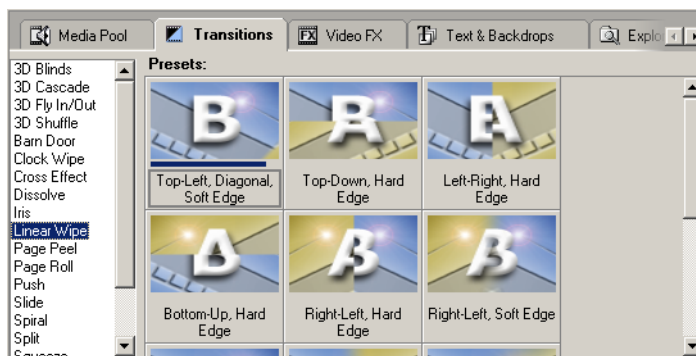 Media Pool
Transitions
Video FX
Text & Backdrops
Explo
3D Blinds
3D Cascade
3D Fly In/Out
3D Shuffle
Barn Door
Clock Wipe
Cross Effect
Dissolve
Iris
Linear Wipe
Page Peel
Page Roll
Push
Slide
Spiral
Split
Squeeze
Presets:
Top-Left, Diagonal,
Soft Edge
Top-Down, Hard
Edge
Left-Right, Hard
Edge
Bottom-Up, Hard
Edge
Right-Left, Hard
Edge
Right-Left, Soft Edge